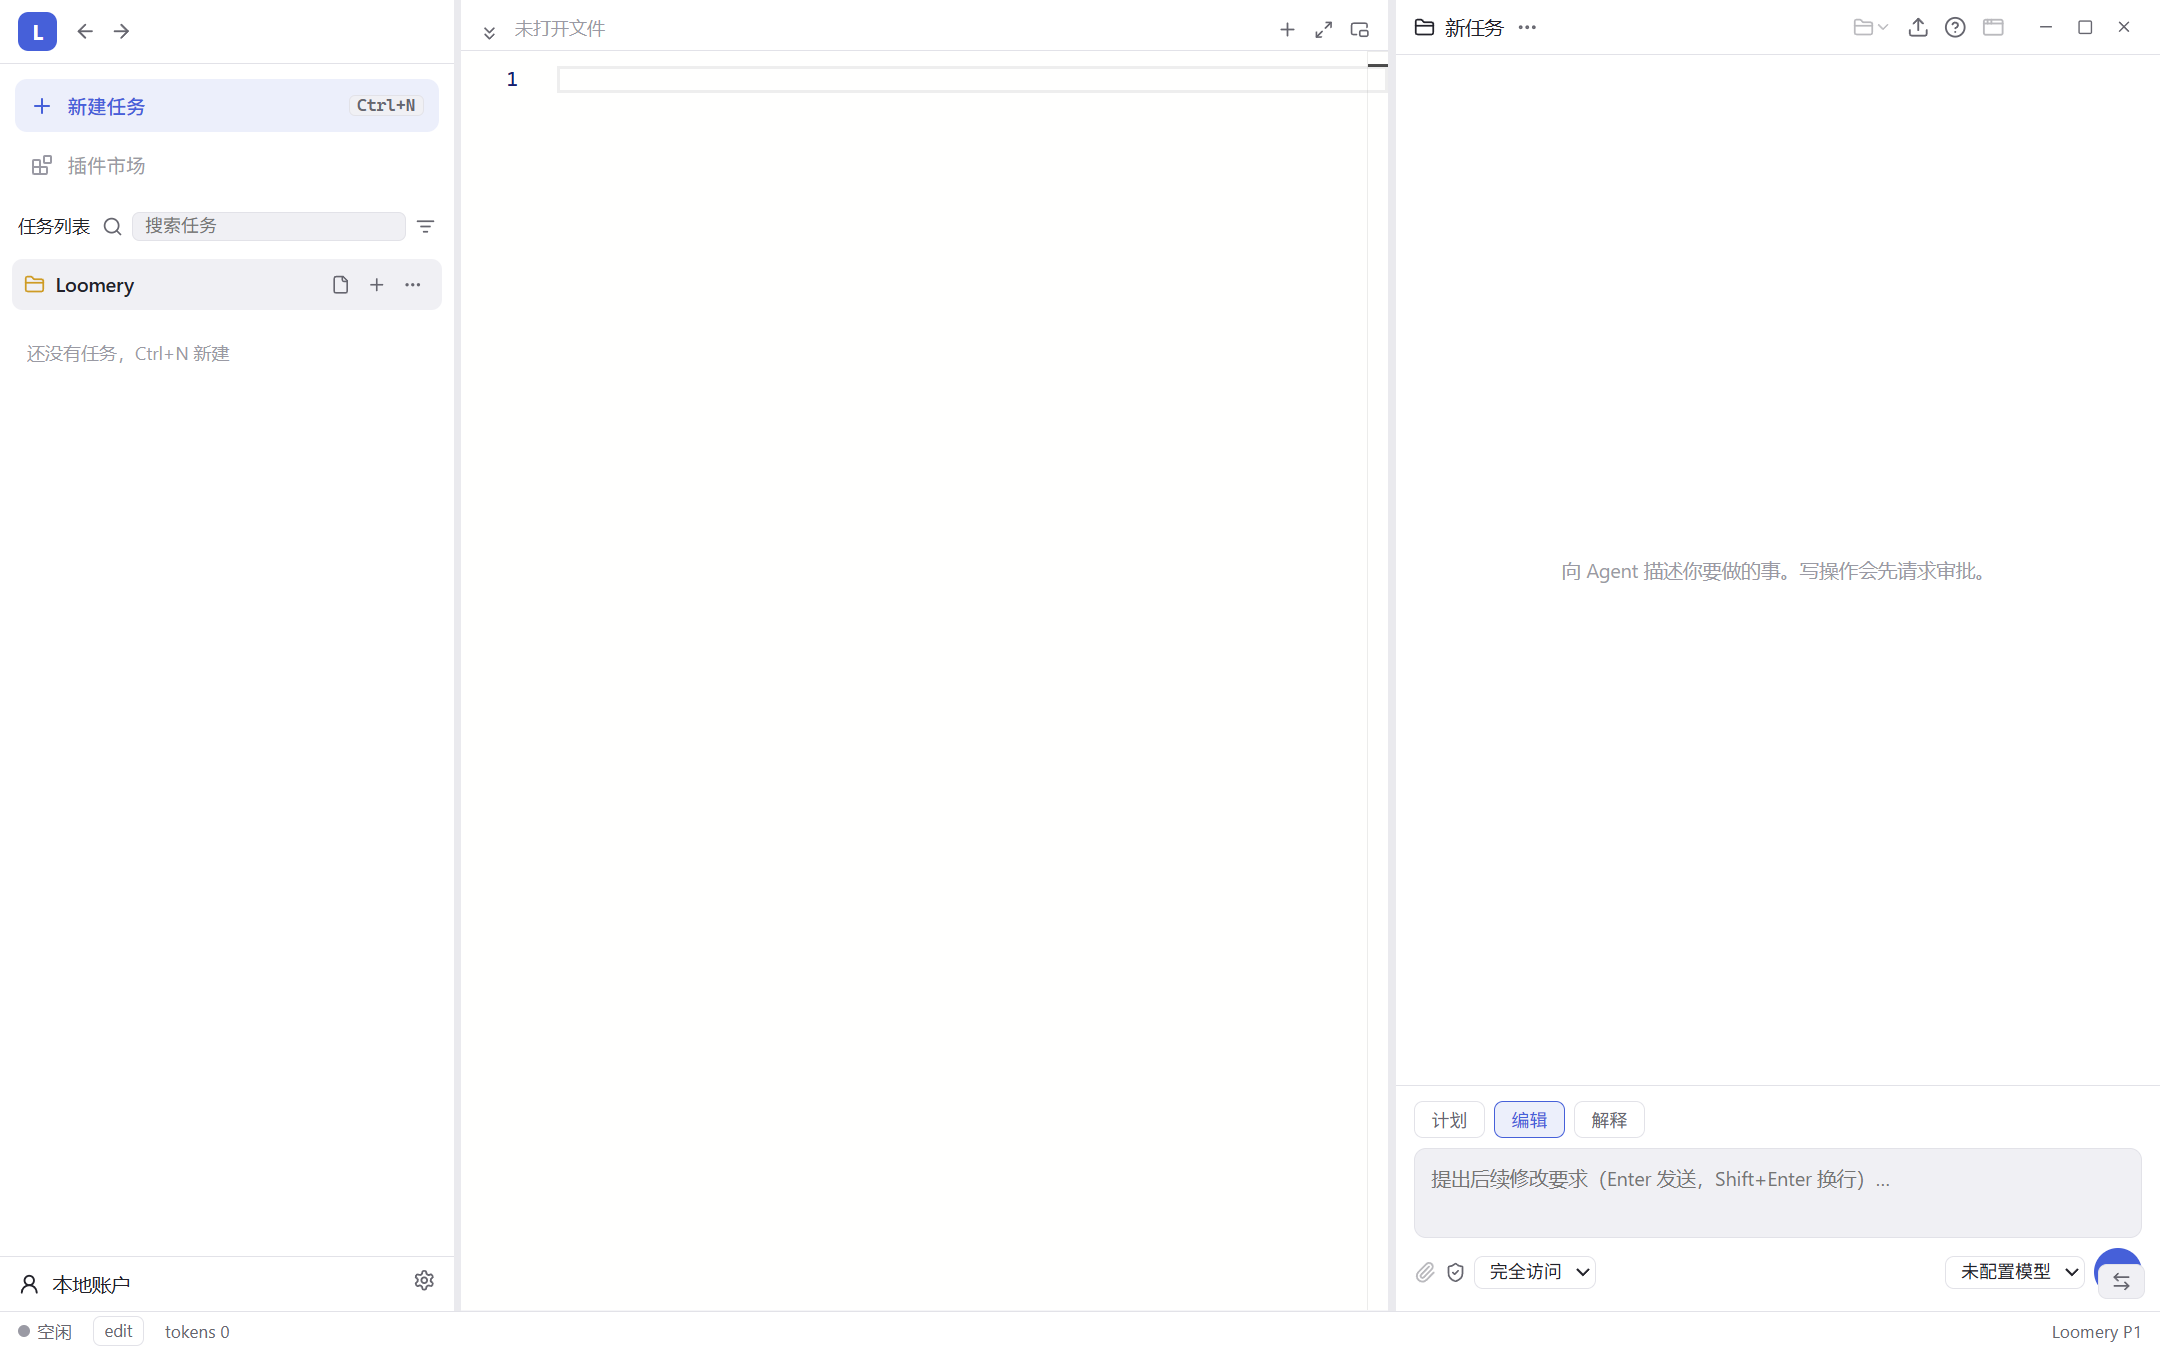 L
新建任务 Ctrl+N
插件市场
任务列表 搜索任务
Loomery
还没有任务，Ctrl+N 新建
本地账户
未打开文件
1
新任务
向 Agent 描述你要做的事。写操作会先请求审批。
计划 编辑 解释
提出后续修改要求（Enter 发送，Shift+Enter 换行）...
完全访问 未配置模型
空闲 edit tokens 0 Loomery P1